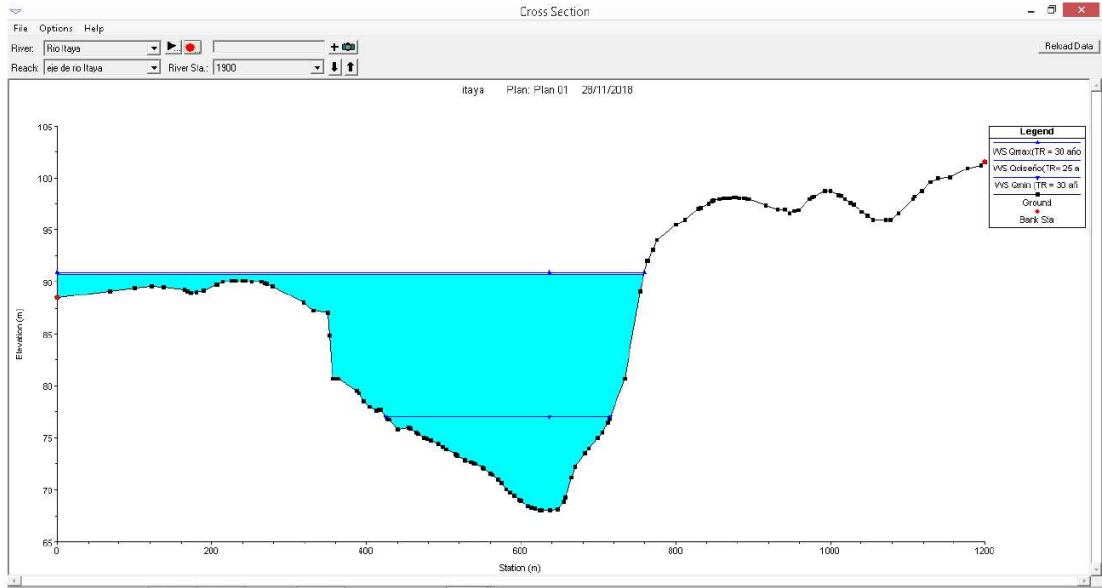 Cross Section
File Options Help
River: Rio Itaya
Reload Data
Reach: eje de rio Itaya River Sta.: 1900
itaya Plan: Plan 01 28/11/2018
Legend
WS Qmax(TR = 30 año
WS Qdiseño(TR= 25 a
WS Qmin (TR = 30 añ
Ground
Bank Sta
Elevation (m)
105
100
95
90
85
80
75
70
65
0 200 400 600 800 1000 1200
Station (m)